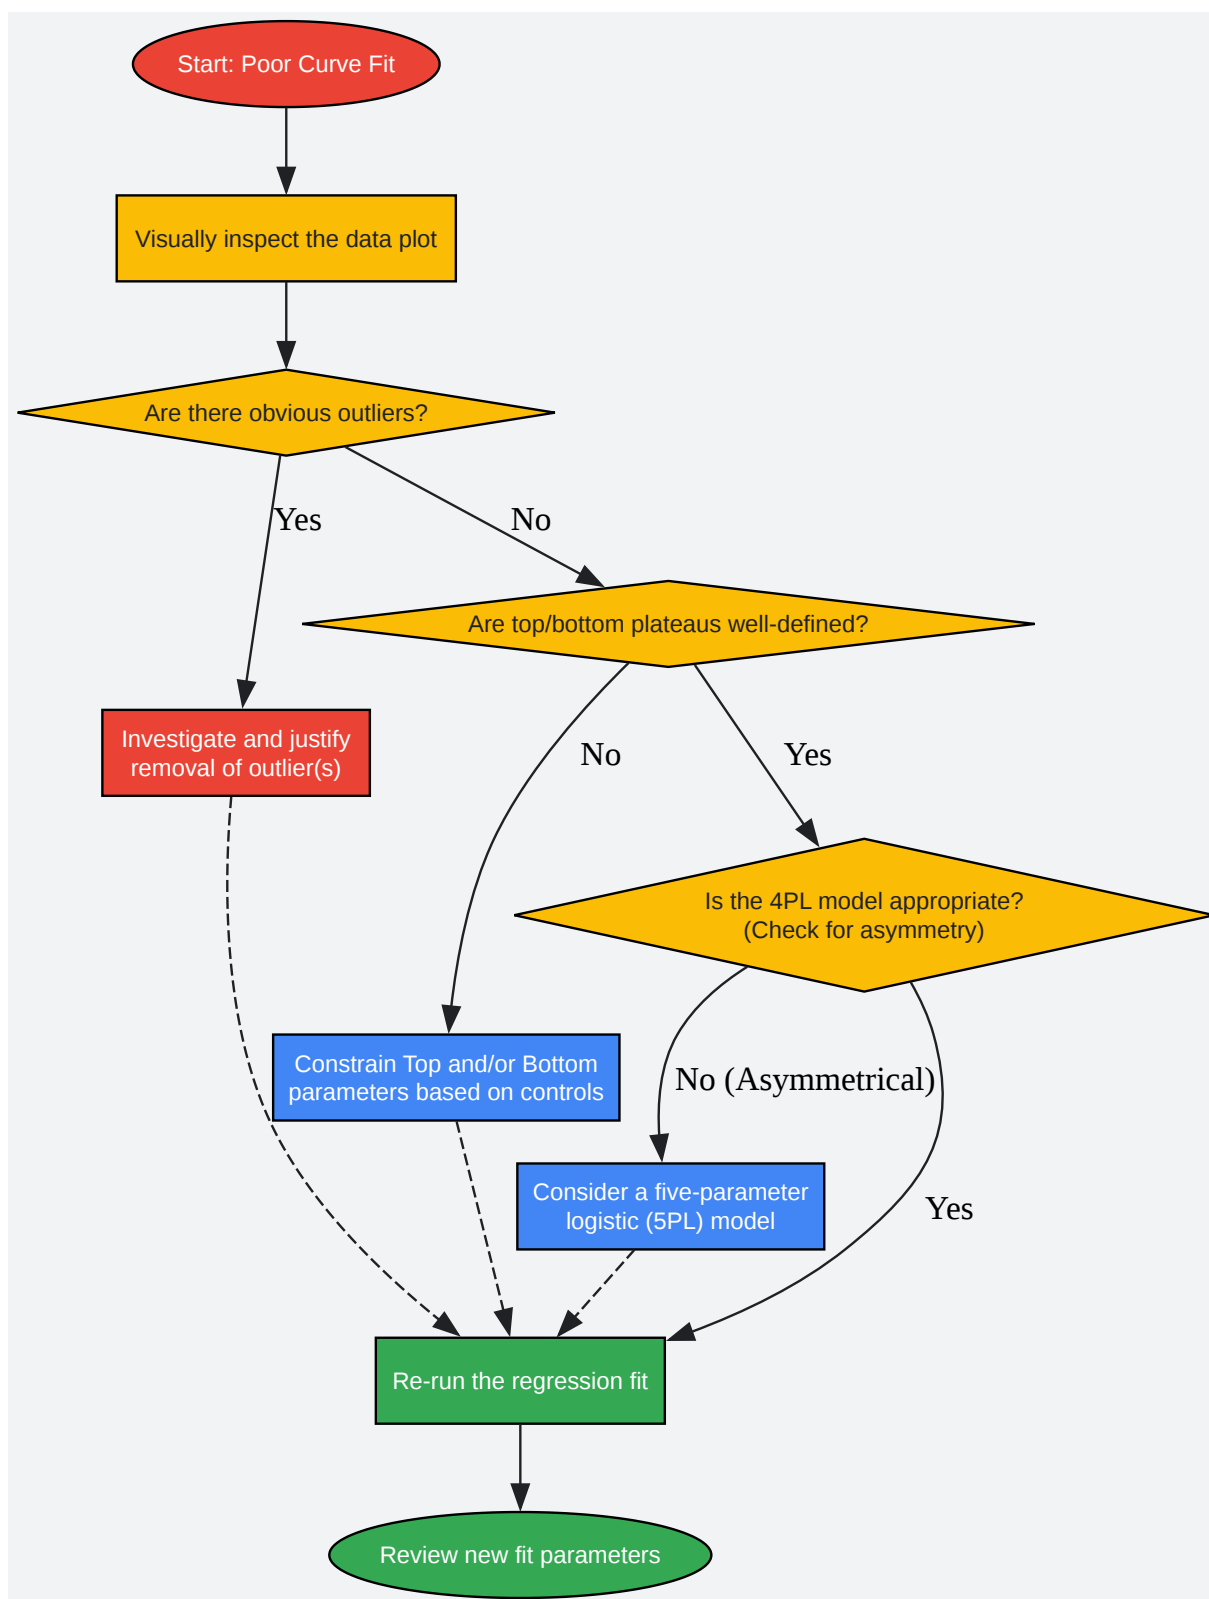 Start: Poor Curve Fit
Visually inspect the data plot
Are there obvious outliers?
Yes
No
Are top/bottom plateaus well-defined?
Investigate and justify
removal of outlier(s)
No
Yes
Is the 4PL model appropriate?
(Check for asymmetry)
Constrain Top and/or Bottom
parameters based on controls
No (Asymmetrical)
Consider a five-parameter
logistic (5PL) model
Yes
Re-run the regression fit
Review new fit parameters